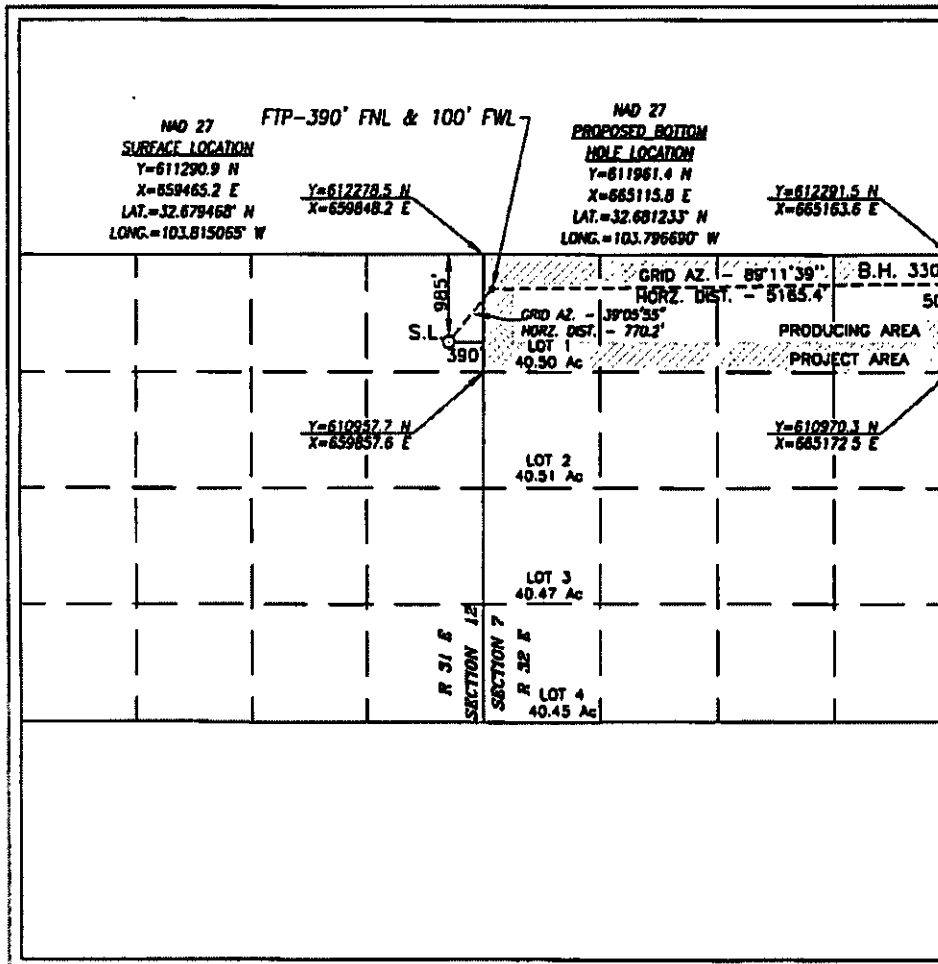 NAD 27
SURFACE LOCATION
Y=611290.9 N
X=659465.2 E
LAT.=32.679468° N
LONG.=103.815065° W
FTP-390' FNL & 100' FWL
NAD 27
PROPOSED BOTTOM
HOLE LOCATION
Y=611961.4 N
X=665115.8 E
LAT.=32.681233° N
LONG.=103.796690° W
Y=612278.5 N
X=659848.2 E
Y=612291.5 N
X=665163.6 E
985'
S.L.
390'
GRID AZ. - 89°11'39"
HORZ. DIST. - 5165.4'
B.H. 330
50
GRID AZ. - 39°05'55"
HORZ. DIST. - 770.2'
LOT 1
40.50 Ac
PRODUCING AREA
PROJECT AREA
Y=610957.7 N
X=659857.6 E
Y=610970.3 N
X=665172.5 E
LOT 2
40.51 Ac
LOT 3
40.47 Ac
R 31 E
SECTION 12
SECTION 7
R 32 E
LOT 4
40.45 Ac